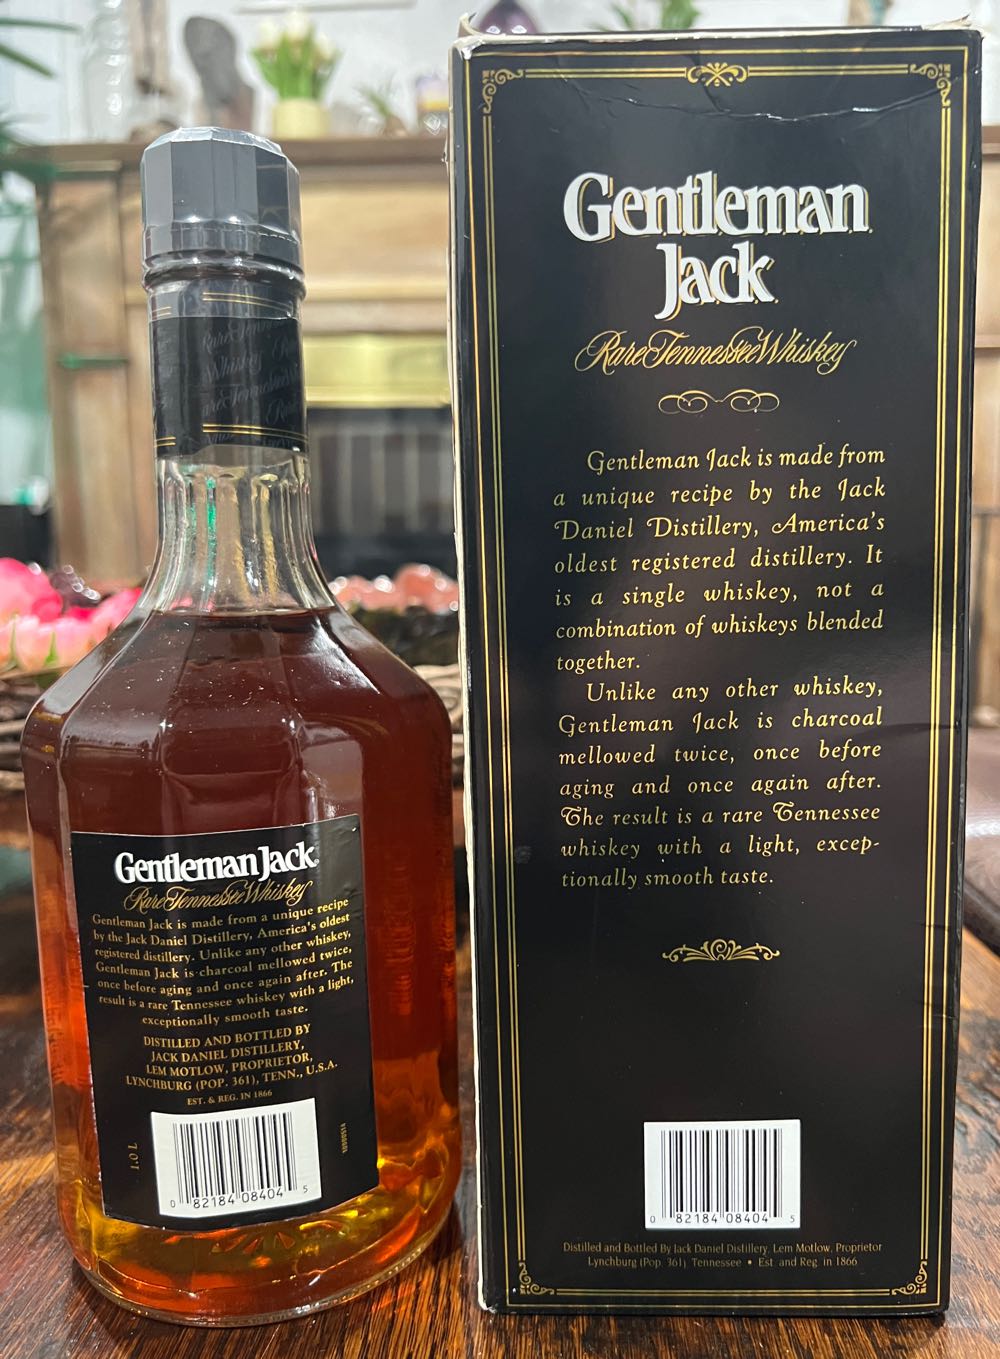 Gentleman Jack®
Rare Tennessee Whiskey
Gentleman Jack is made from a unique recipe
by the Jack Daniel Distillery, America's oldest
registered distillery. Unlike any other whiskey,
Gentleman Jack is charcoal mellowed twice,
once before aging and once again after. The
result is a rare Tennessee whiskey with a light,
exceptionally smooth taste.
DISTILLED AND BOTTLED BY
JACK DANIEL DISTILLERY,
LEM MOTLOW, PROPRIETOR,
LYNCHBURG (POP. 361), TENN., U.S.A.
EST. & REG. IN 1866
1.0 L
0 82184 08404 5
Gentleman
Jack
Rare Tennessee Whiskey
Gentleman Jack is made from
a unique recipe by the Jack
Daniel Distillery, America's
oldest registered distillery. It
is a single whiskey, not a
combination of whiskeys blended
together.
Unlike any other whiskey,
Gentleman Jack is charcoal
mellowed twice, once before
aging and once again after.
The result is a rare Tennessee
whiskey with a light, excep-
tionally smooth taste.
0 82184 08404 5
Distilled and Bottled By Jack Daniel Distillery, Lem Motlow, Proprietor
Lynchburg (Pop. 361) Tennessee • Est. and Reg. in 1866